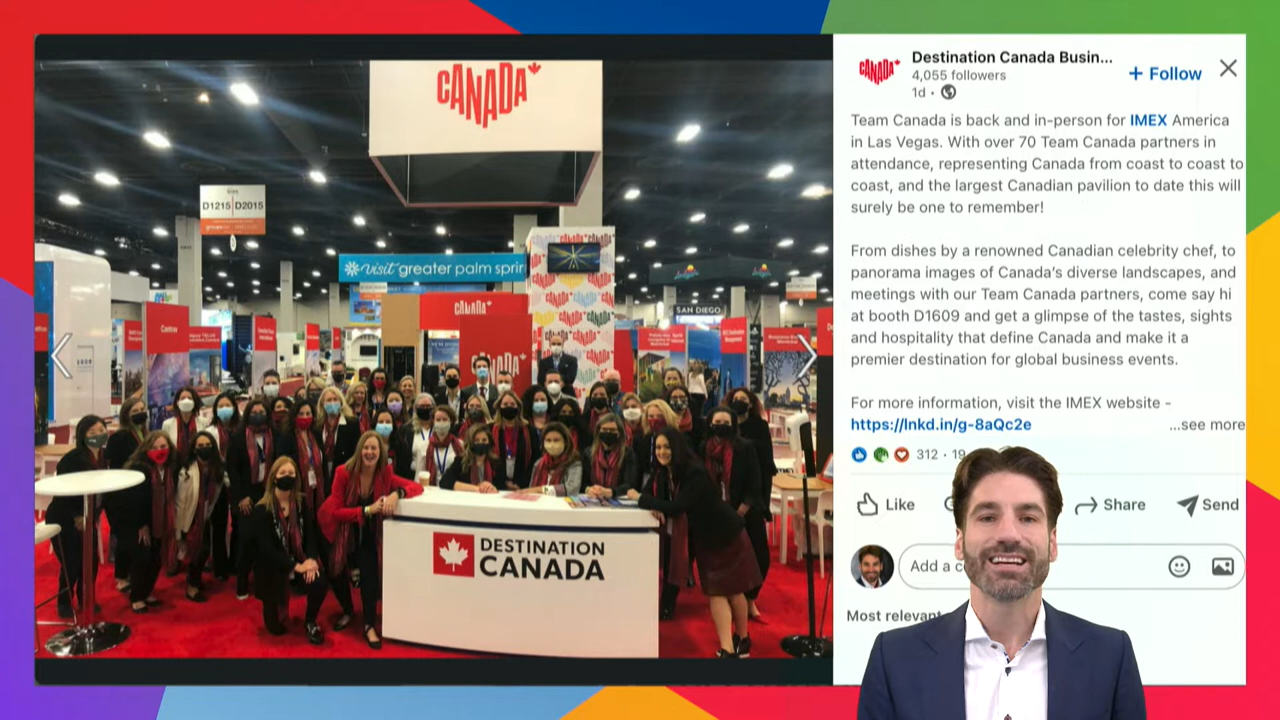 CANADA
D1215 D2015
visit greater palm sprin
SAN DIEGO
CANADA
CANADA
DESTINATION
CANADA
CANADA
Destination Canada Busin...
4,055 followers
1d •
+ Follow
Team Canada is back and in-person for IMEX America
in Las Vegas. With over 70 Team Canada partners in
attendance, representing Canada from coast to coast to
coast, and the largest Canadian pavilion to date this will
surely be one to remember!
From dishes by a renowned Canadian celebrity chef, to
panorama images of Canada's diverse landscapes, and
meetings with our Team Canada partners, come say hi
at booth D1609 and get a glimpse of the tastes, sights
and hospitality that define Canada and make it a
premier destination for global business events.
For more information, visit the IMEX website -
https://lnkd.in/g-8aQc2e ...see more
312 • 19
Like
Share
Send
Add a c
Most relevant